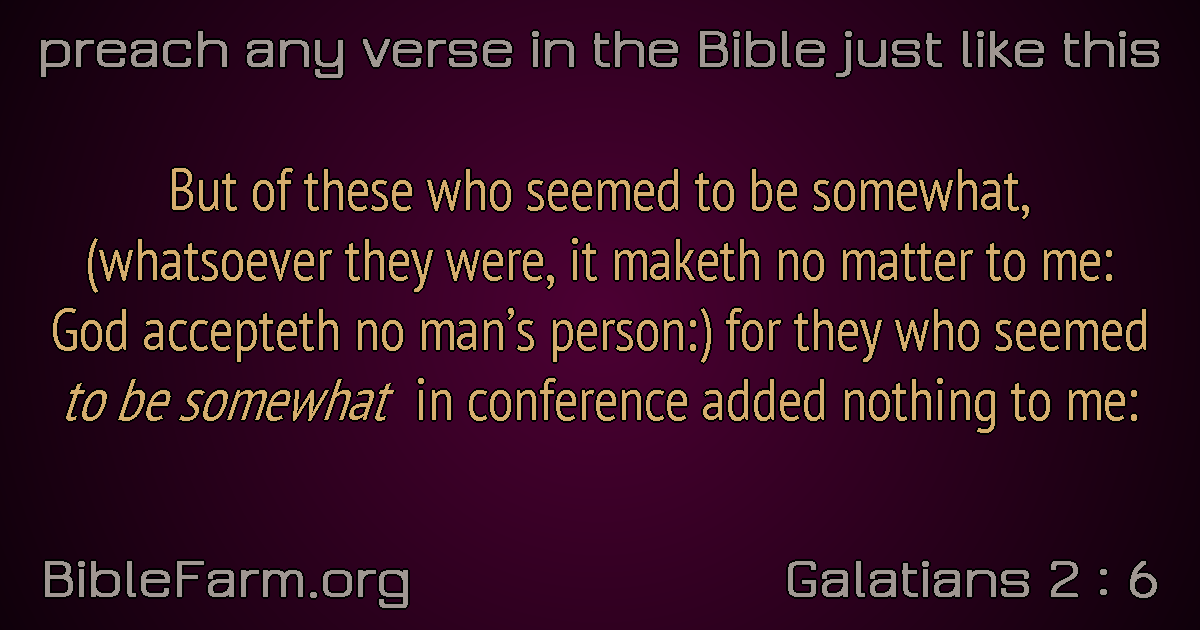 preach any verse in the Bible just like this
But of these who seemed to be somewhat,
(whatsoever they were, it maketh no matter to me:
God accepteth no man’s person:) for they who seemed
to be somewhat in conference added nothing to me:
BibleFarm.org
Galatians 2 : 6